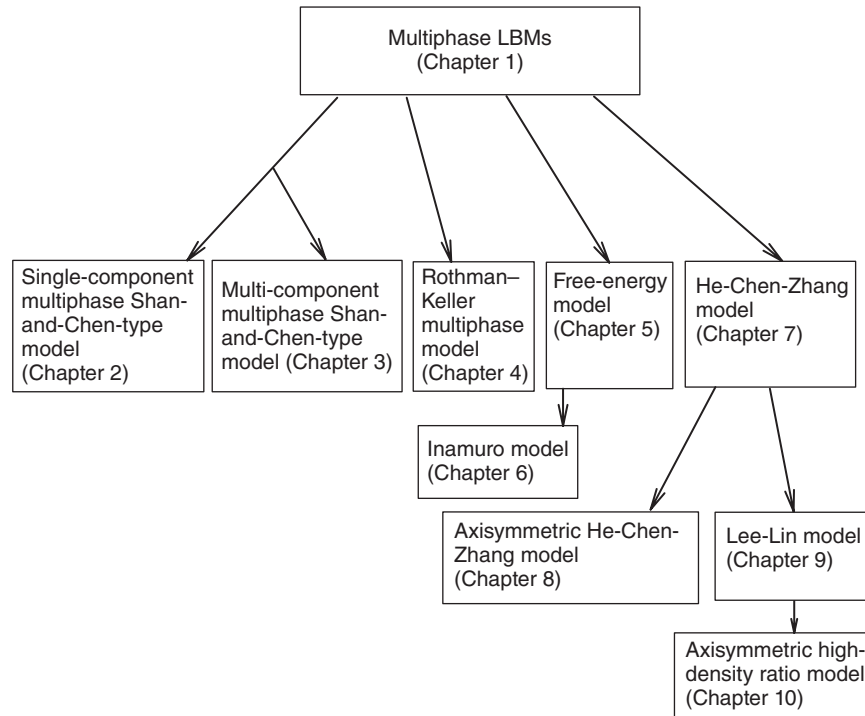 Multiphase LBMs
(Chapter 1)
Single-component
multiphase Shan-
and-Chen-type
model
(Chapter 2)
Multi-component
multiphase Shan-
and-Chen-type
model (Chapter 3)
Rothman–
Keller
multiphase
model
(Chapter 4)
Free-energy
model
(Chapter 5)
He-Chen-Zhang
model
(Chapter 7)
Inamuro model
(Chapter 6)
Axisymmetric He-Chen-
Zhang model
(Chapter 8)
Lee-Lin model
(Chapter 9)
Axisymmetric high-
density ratio model
(Chapter 10)